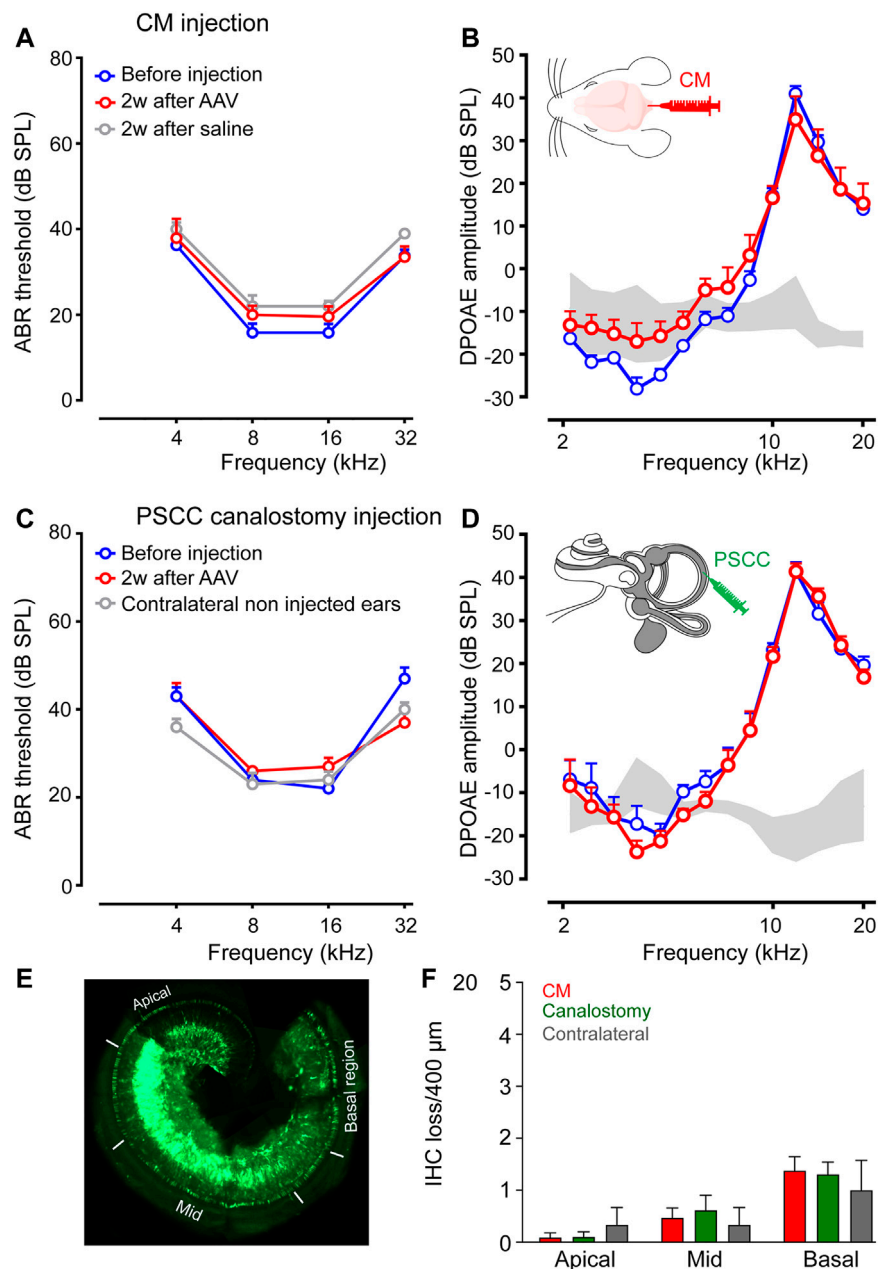 A
CM injection
80
60
40
20
0
ABR threshold (dB SPL)
Before injection
2w after AAV
2w after saline
4
8
16
32
Frequency (kHz)
B
50
40
30
20
10
0
-10
-20
-30
DPOAE amplitude (dB SPL)
CM
2
10
20
Frequency (kHz)
C
PSCC canalostomy injection
80
60
40
20
0
ABR threshold (dB SPL)
Before injection
2w after AAV
Contralateral non injected ears
4
8
16
32
Frequency (kHz)
D
50
40
30
20
10
0
-10
-20
-30
DPOAE amplitude (dB SPL)
PSCC
2
10
20
Frequency (kHz)
E
Apical
Mid
Basal region
F
20
5
4
3
2
1
0
IHC loss/400 µm
CM
Canalostomy
Contralateral
Apical
Mid
Basal